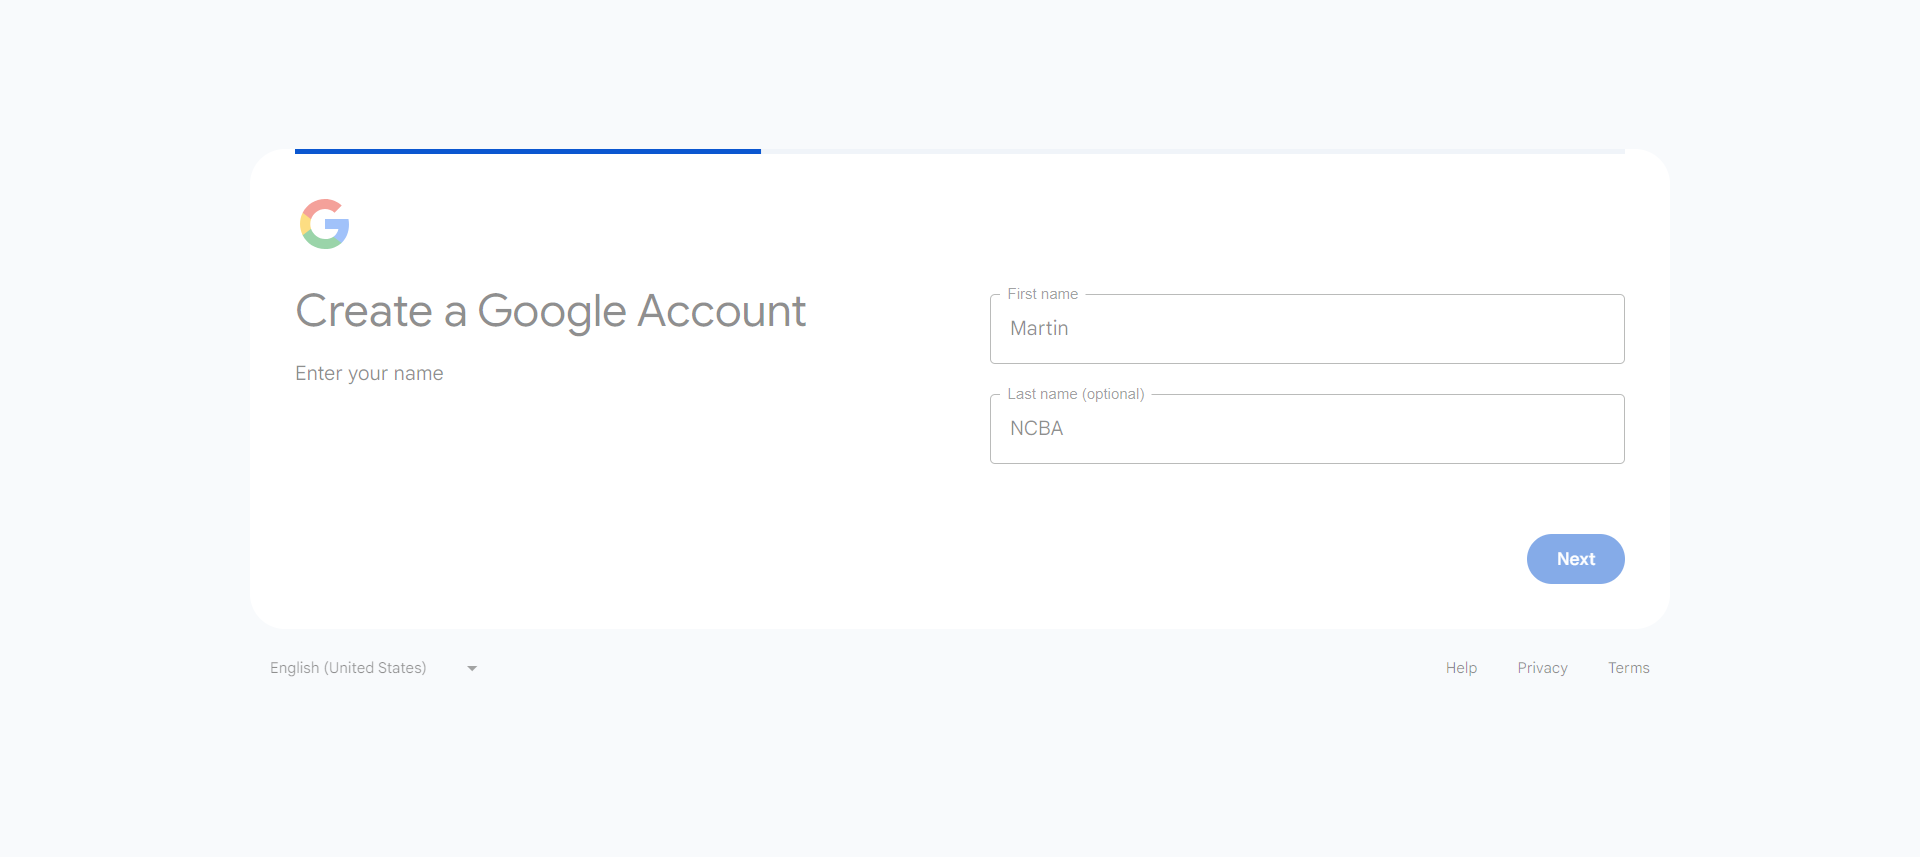 Create a Google Account
Enter your name
First name
Martin
Last name (optional)
NCBA
Next
English (United States)
Help
Privacy
Terms